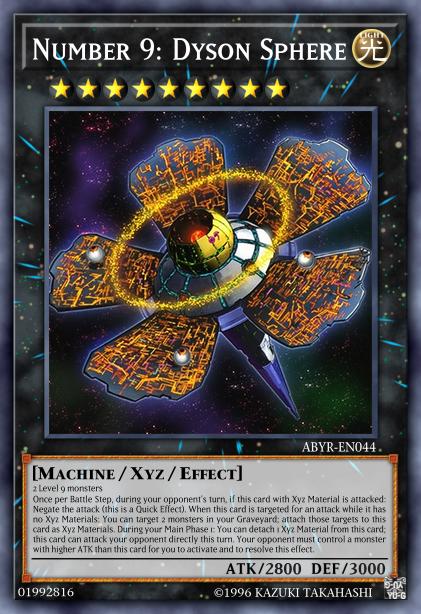 Number 9: Dyson Sphere
LIGHT
光
ABYR-EN044
[Machine / Xyz / Effect]
2 Level 9 monsters
Once per Battle Step, during your opponent's turn, if this card with Xyz Material is attacked:
Negate the attack (this is a Quick Effect). When this card is targeted for an attack while it has
no Xyz Materials: You can target 2 monsters in your Graveyard; attach those targets to this
card as Xyz Materials. During your Main Phase 1: You can detach 1 Xyz Material from this card;
this card can attack your opponent directly this turn. Your opponent must control a monster
with higher ATK than this card for you to activate and to resolve this effect.
ATK/2800 DEF/3000
01992816
©1996 KAZUKI TAKAHASHI